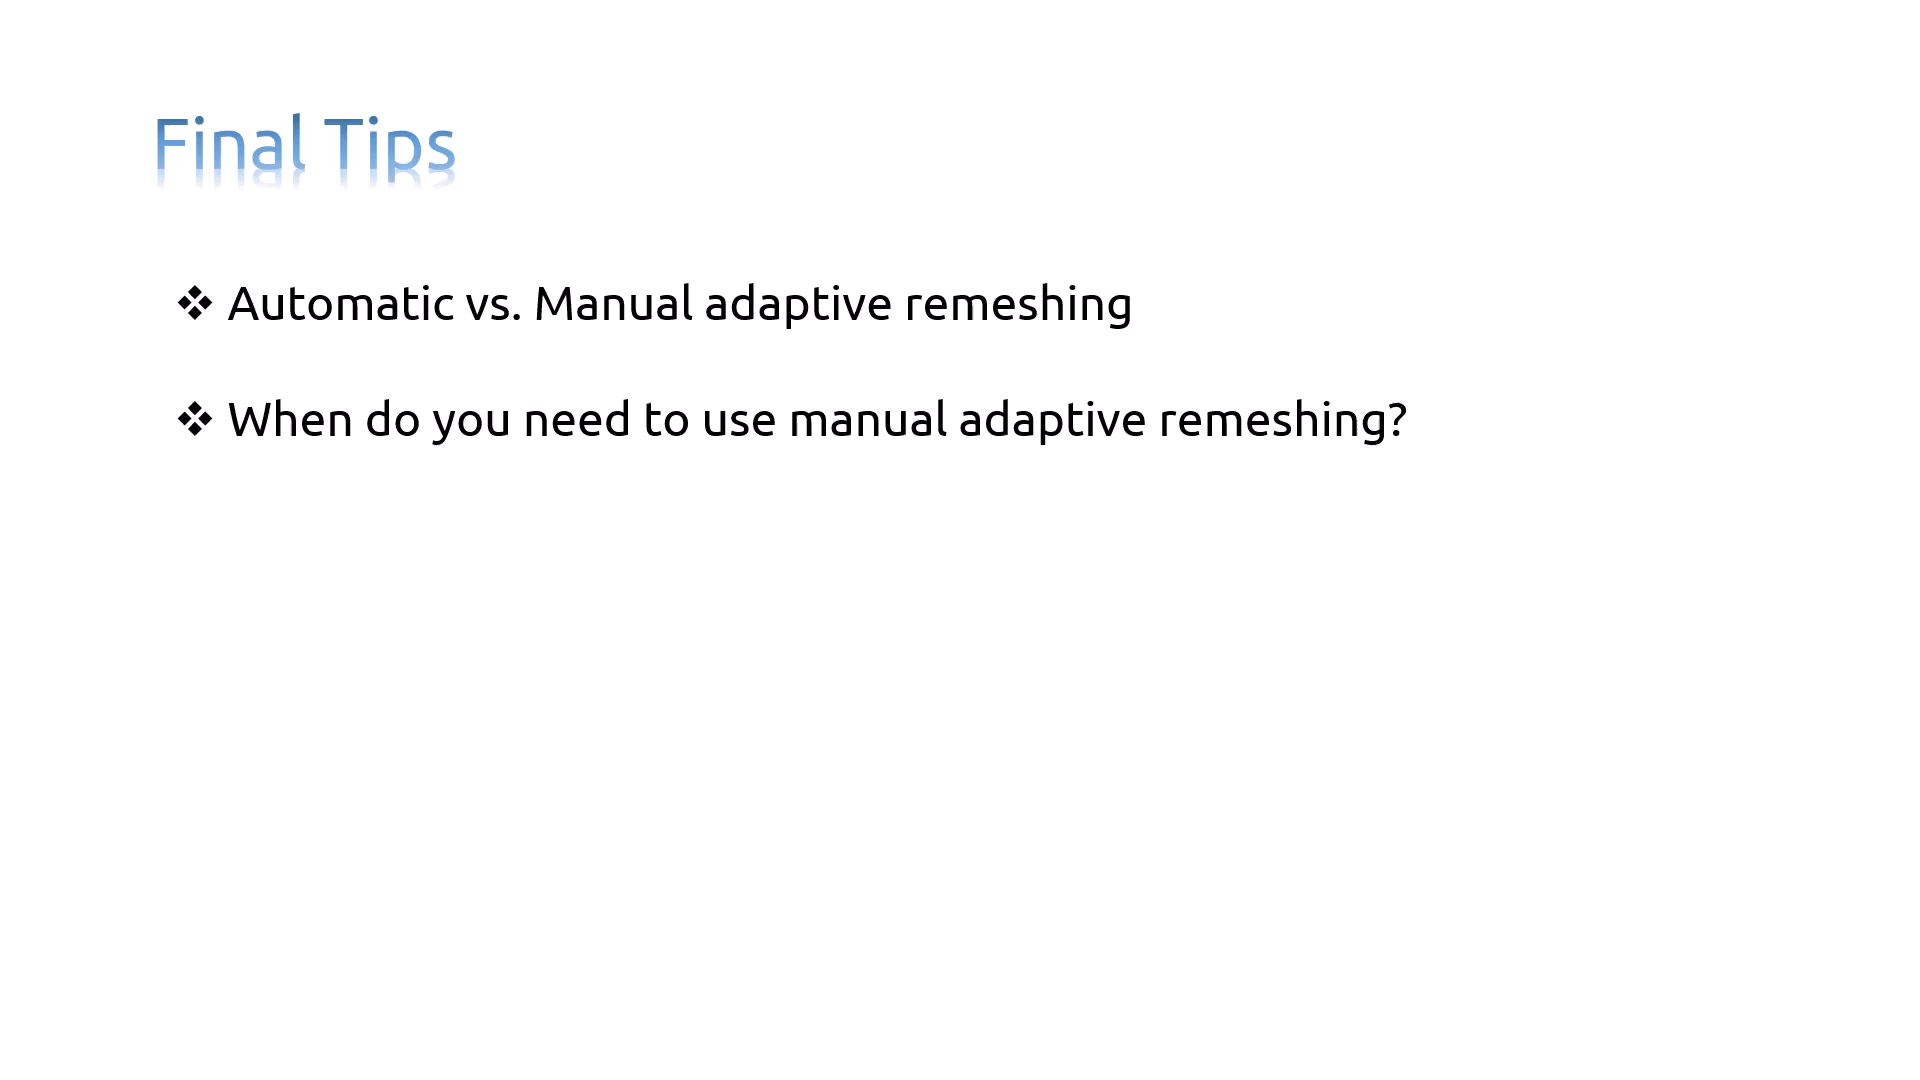 Final Tips
❖ Automatic vs. Manual adaptive remeshing
❖ When do you need to use manual adaptive remeshing?